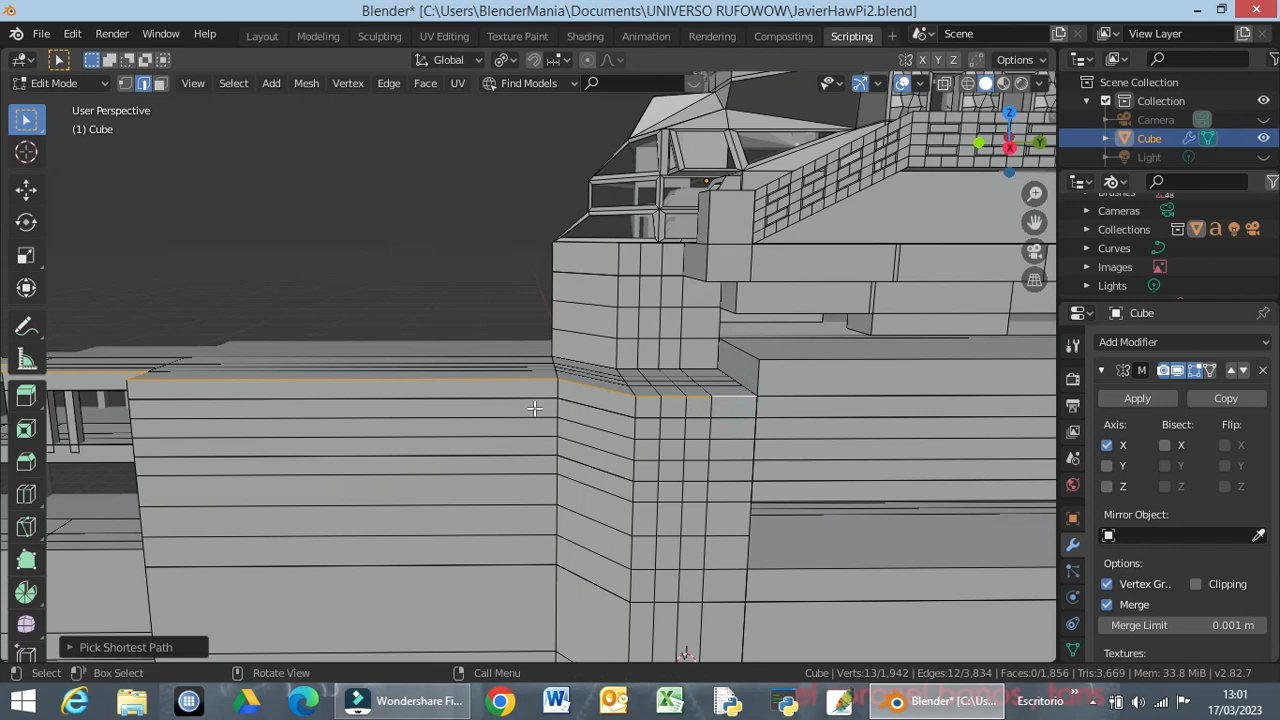 Blender* [C:\Users\BlenderMania\Documents\UNIVERSO RUFOWOW\JavierHawPi2.blend]
File Edit Render Window Help Layout Modeling Sculpting UV Editing Texture Paint Shading Animation Rendering Compositing Scripting + Scene View Layer
Global X Y Z Options
Edit Mode View Select Add Mesh Vertex Edge Face UV Find Models
User Perspective
(1) Cube
Scene Collection
Collection
Camera
Cube
Light
Cameras
Collections
Curves
Images
Lights
Cube
Add Modifier
M
Apply Copy
Axis: Bisect: Flip:
X X X
Y Y Y
Z Z Z
Mirror Object:
Options:
Vertex Gr.. Clipping
Merge
Merge Limit 0.001 m
Textures:
Z
Y
X
Pick Shortest Path
Select Box Select Rotate View Call Menu Cube | Verts:13/1,942 | Edges:12/3,834 | Faces:0/1,856 | Tris:3,669 | Mem: 33.8 MiB | v2.82.7
Wondershare Fi... Blender* [C:\Us... Escritorio » 13:01
17/03/2023